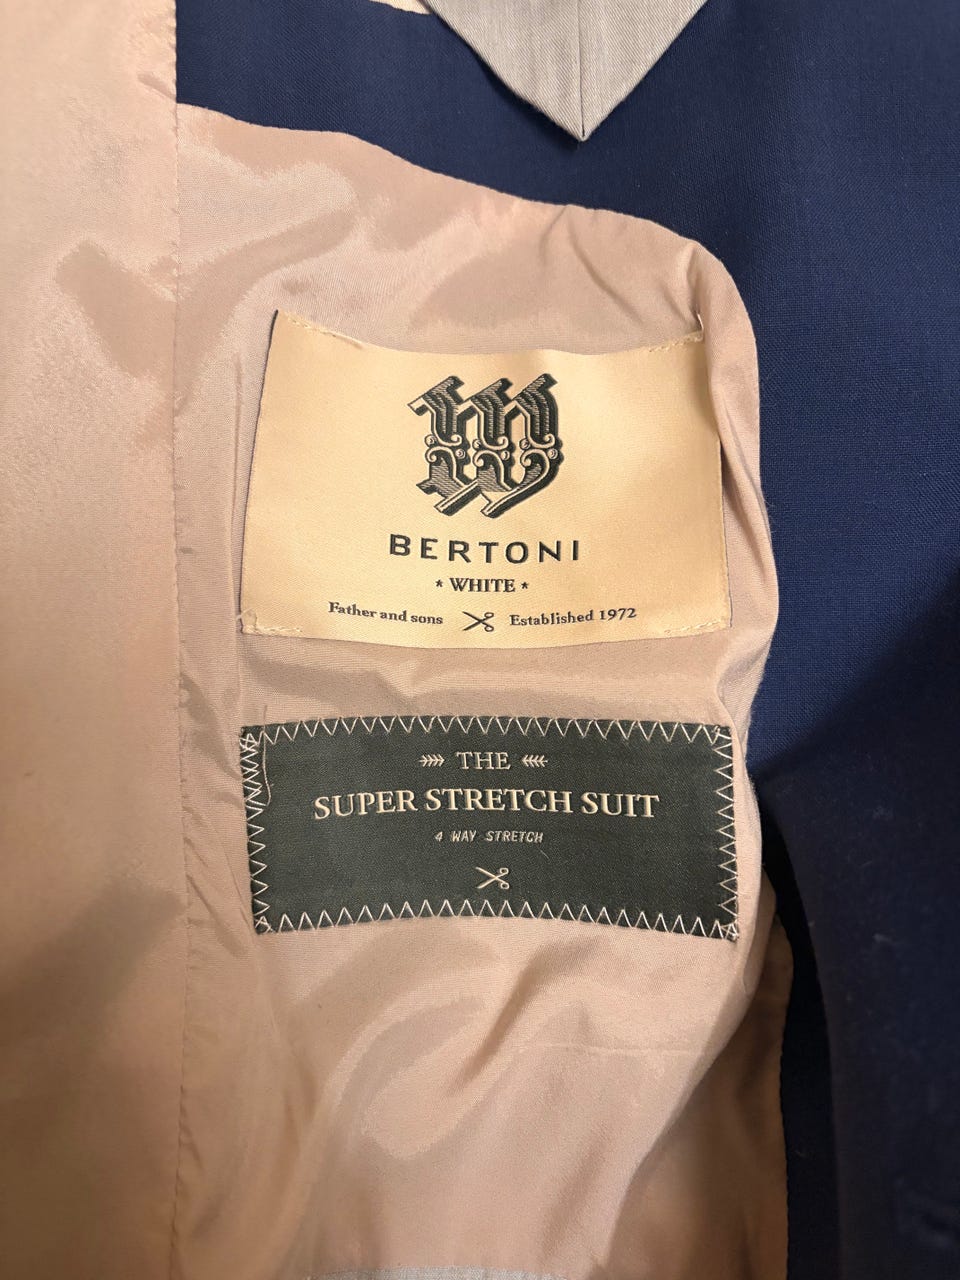 W
BERTONI
* WHITE *
Father and sons Established 1972
THE
SUPER STRETCH SUIT
4 WAY STRETCH